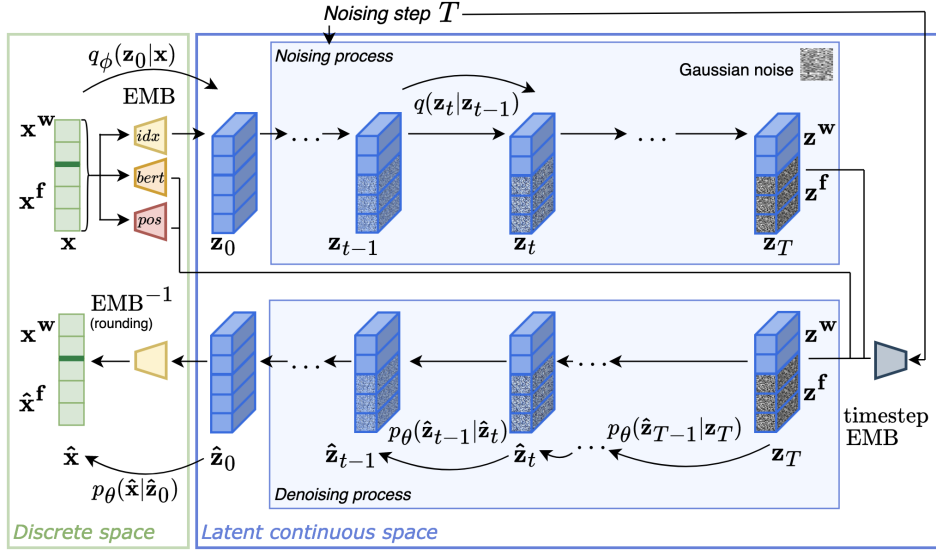 Noising step T
Noising process
Gaussian noise
q_ϕ(z_0|x)
EMB
q(z_t|z_{t−1})
x^w
idx
. . .
. . .
z^w
bert
x^f
z^f
pos
x
z_0
z_{t−1}
z_t
z_T
EMB^{−1}
(rounding)
x^w
z^w
. . .
. . .
x̂^f
z^f
timestep
EMB
p_θ(ẑ_{t−1}|ẑ_t)
p_θ(ẑ_{T−1}|z_T)
x̂
ẑ_0
ẑ_{t−1}
ẑ_t
. . .
z_T
p_θ(x̂|ẑ_0)
Denoising process
Discrete space
Latent continuous space